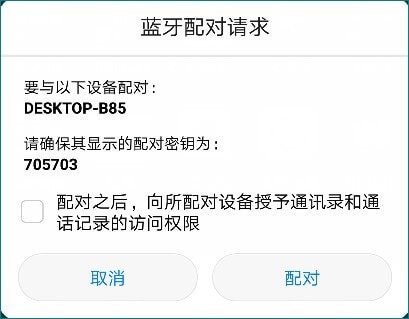 蓝牙配对请求
要与以下设备配对：
DESKTOP-B85
请确保其显示的配对密钥为：
705703
配对之后，向所配对设备授予通讯录和通
话记录的访问权限
取消
配对